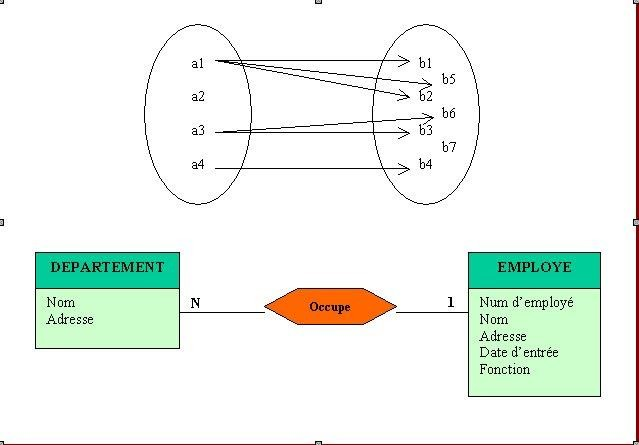 a1
b1
b5
a2
b2
b6
a3
b3
b7
a4
b4
DEPARTEMENT
EMPLOYE
Nom
Adresse
N
Occupe
1
Num d'employé
Nom
Adresse
Date d'entrée
Fonction